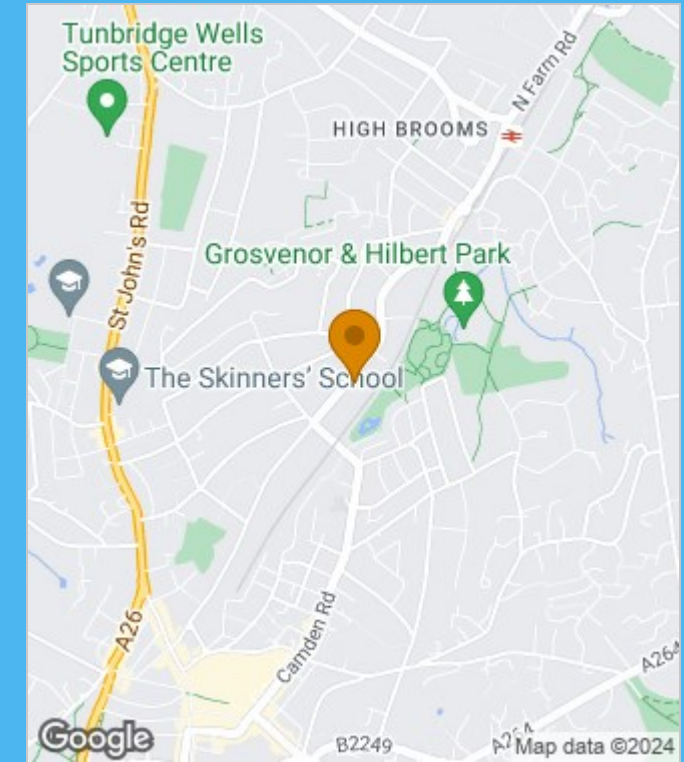 Tunbridge Wells
Sports Centre
N Farm Rd
HIGH BROOMS
St John's Rd
Grosvenor & Hilbert Park
The Skinners' School
A26
Camden Rd
A264
B2249
A264
Google
Map data ©2024